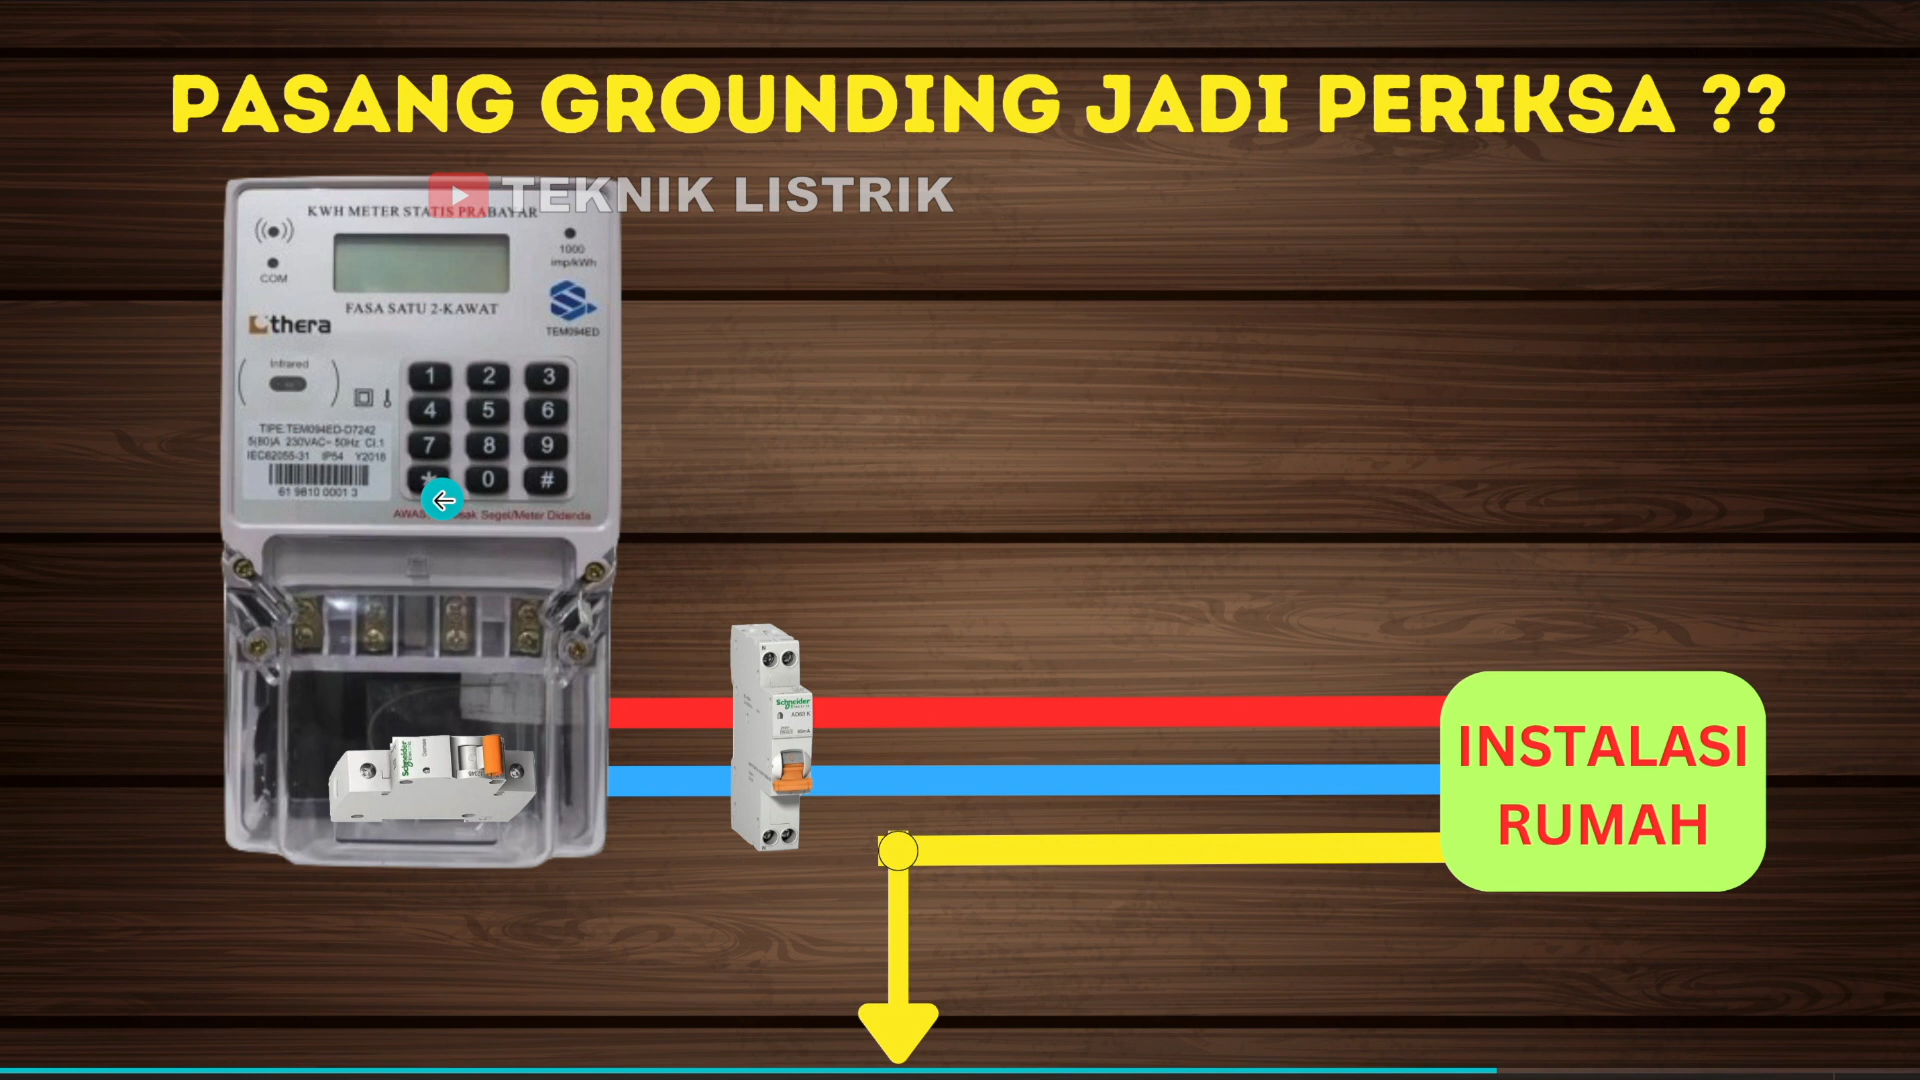 PASANG GROUNDING JADI PERIKSA ??
TEKNIK LISTRIK
KWH METER STATIS PRABAYAR
COM
1000
imp/kWh
FASA SATU 2-KAWAT
thera
TEM094ED
Infrared
1 2 3
4 5 6
7 8 9
* 0 #
TIPE:TEM094ED-D7242
5(80)A 230VAC~ 50Hz Cl.1
IEC62055-31 IP54 Y2018
61 9810 0001 3
AWAS Segel/Meter Didenda
N
Schneider
Schneider
N
INSTALASI
RUMAH